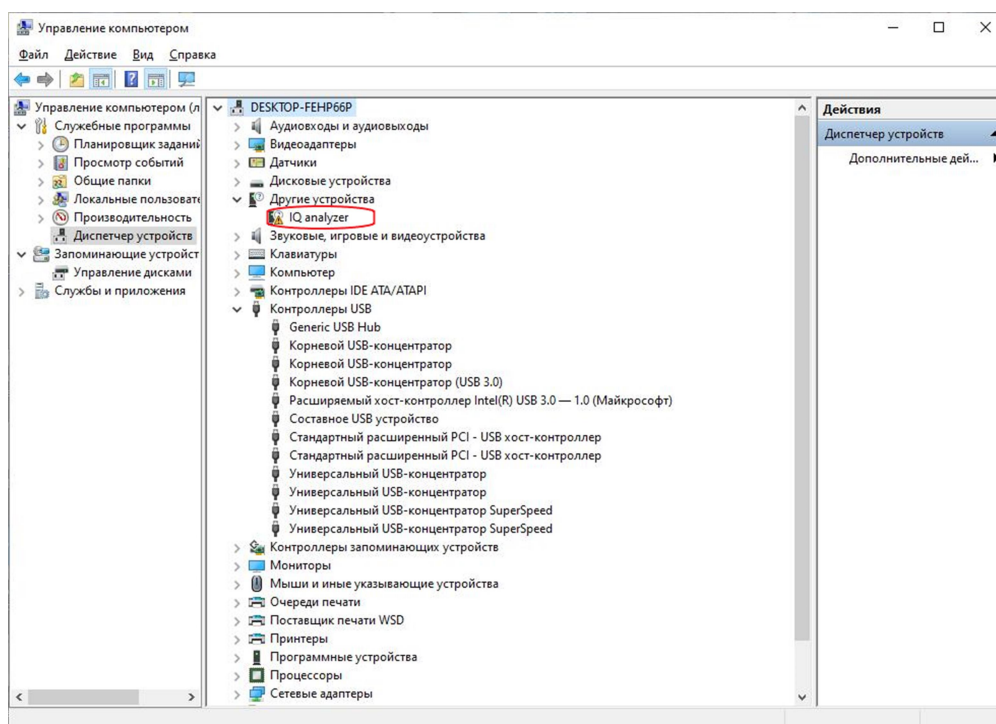 Управление компьютером
Файл Действие Вид Справка
Управление компьютером (л
Служебные программы
Планировщик заданий
Просмотр событий
Общие папки
Локальные пользовате
Производительность
Диспетчер устройств
Запоминающие устройст
Управление дисками
Службы и приложения
DESKTOP-FEHP66P
Аудиовходы и аудиовыходы
Видеоадаптеры
Датчики
Дисковые устройства
Другие устройства
IQ analyzer
Звуковые, игровые и видеоустройства
Клавиатуры
Компьютер
Контроллеры IDE ATA/ATAPI
Контроллеры USB
Generic USB Hub
Корневой USB-концентратор
Корневой USB-концентратор
Корневой USB-концентратор (USB 3.0)
Расширяемый хост-контроллер Intel(R) USB 3.0 — 1.0 (Майкрософт)
Составное USB устройство
Стандартный расширенный PCI - USB хост-контроллер
Стандартный расширенный PCI - USB хост-контроллер
Универсальный USB-концентратор
Универсальный USB-концентратор
Универсальный USB-концентратор SuperSpeed
Универсальный USB-концентратор SuperSpeed
Контроллеры запоминающих устройств
Мониторы
Мыши и иные указывающие устройства
Очереди печати
Поставщик печати WSD
Принтеры
Программные устройства
Процессоры
Сетевые адаптеры
Действия
Диспетчер устройств
Дополнительные дей...